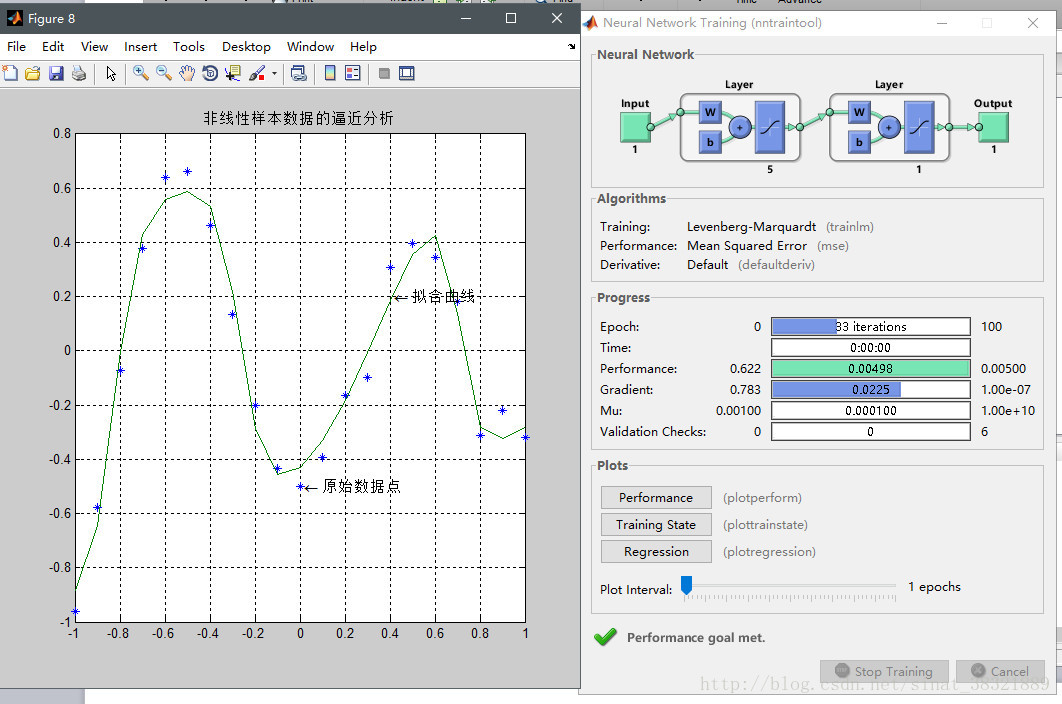 Figure 8
File Edit View Insert Tools Desktop Window Help
非线性样本数据的逼近分析
0.8
0.6
0.4
0.2
0
-0.2
-0.4
-0.6
-0.8
-1
拟合曲线
原始数据点
-1 -0.8 -0.6 -0.4 -0.2 0 0.2 0.4 0.6 0.8 1
Neural Network Training (nntraintool)
Neural Network
Layer Layer
Input Output
W W
+ +
b b
1 5 1 1
Algorithms
Training: Levenberg-Marquardt (trainlm)
Performance: Mean Squared Error (mse)
Derivative: Default (defaultderiv)
Progress
Epoch: 0 33 iterations 100
Time: 0:00:00
Performance: 0.622 0.00498 0.00500
Gradient: 0.783 0.0225 1.00e-07
Mu: 0.00100 0.000100 1.00e+10
Validation Checks: 0 0 6
Plots
Performance (plotperform)
Training State (plottrainstate)
Regression (plotregression)
Plot Interval: 1 epochs
Performance goal met.
Stop Training Cancel
http://blog.csdn.net/sinat_38321889